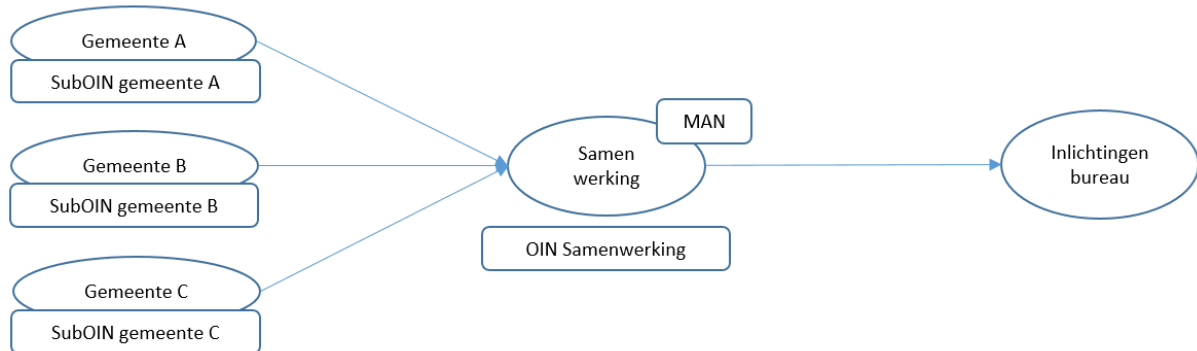 Gemeente A
SubOIN gemeente A
Gemeente B
SubOIN gemeente B
Gemeente C
SubOIN gemeente C
MAN
Samen
werking
OIN Samenwerking
Inlichtingen
bureau